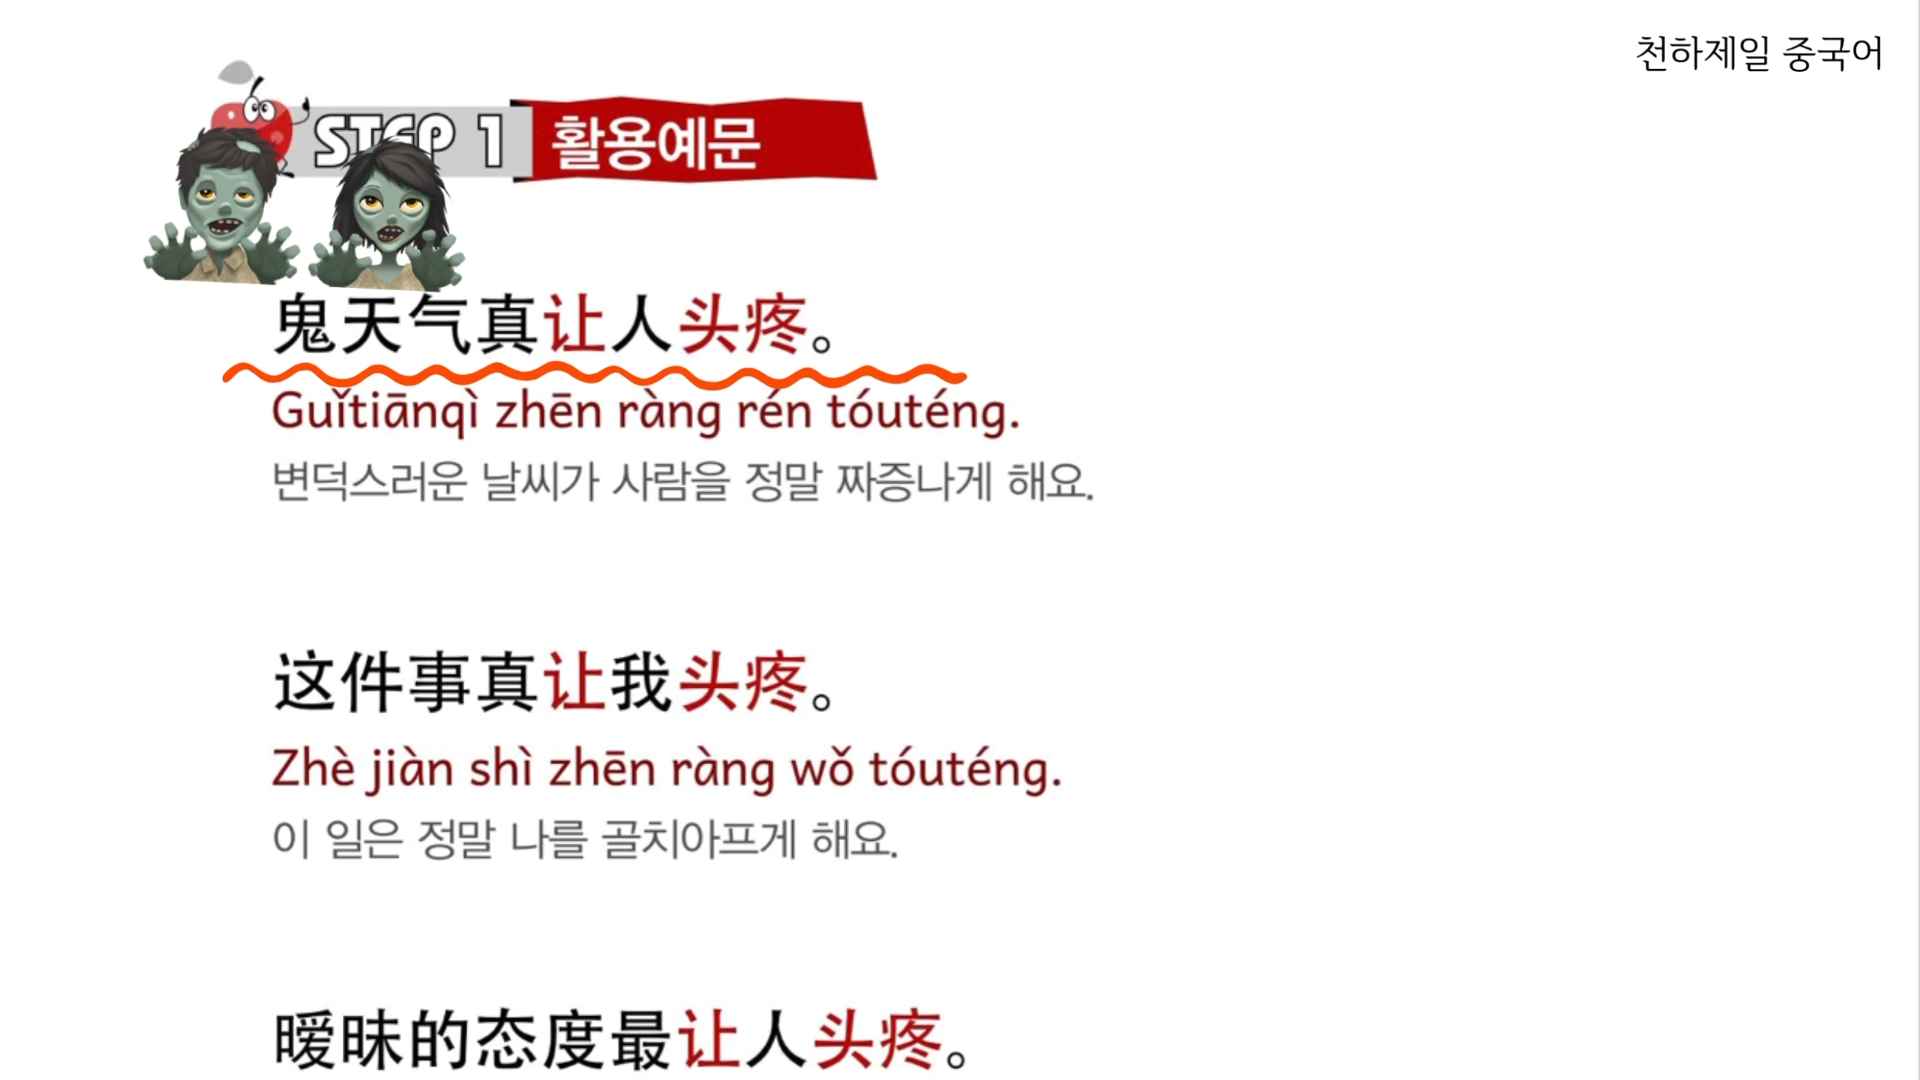 천하제일 중국어
STEP 1 활용예문
鬼天气真让人头疼。
Guǐtiānqì zhēn ràng rén tóuténg.
변덕스러운 날씨가 사람을 정말 짜증나게 해요.
这件事真让我头疼。
Zhè jiàn shì zhēn ràng wǒ tóuténg.
이 일은 정말 나를 골치아프게 해요.
暧昧的态度最让人头疼。